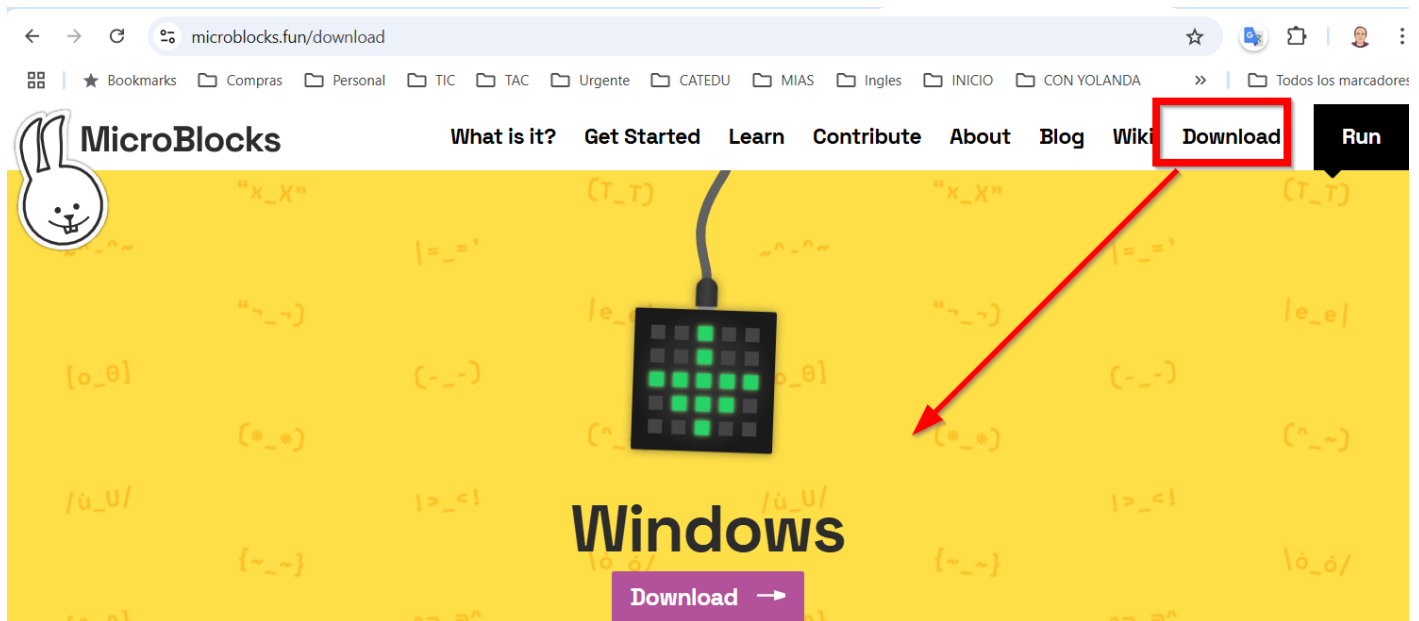 microblocks.fun/download
Bookmarks Compras Personal TIC TAC Urgente CATEDU MIAS Ingles INICIO CON YOLANDA » Todos los marcadores
MicroBlocks What is it? Get Started Learn Contribute About Blog Wiki Download Run
“x_x” (T_T) “x_x” (T_T)
~^-^~ |=_=’ ~^-^~ |=_=’
“¬_¬) |e_e| “¬_¬) |e_e|
[o_0] (-_-) [o_0] (-_-)
(*_*) (^_ (*_*) (^_~)
/ù_U/ !>_<! /ù_U/ !>_<!
Windows
{~_~} \ò_ó/ {~_~} \ò_ó/
Download →